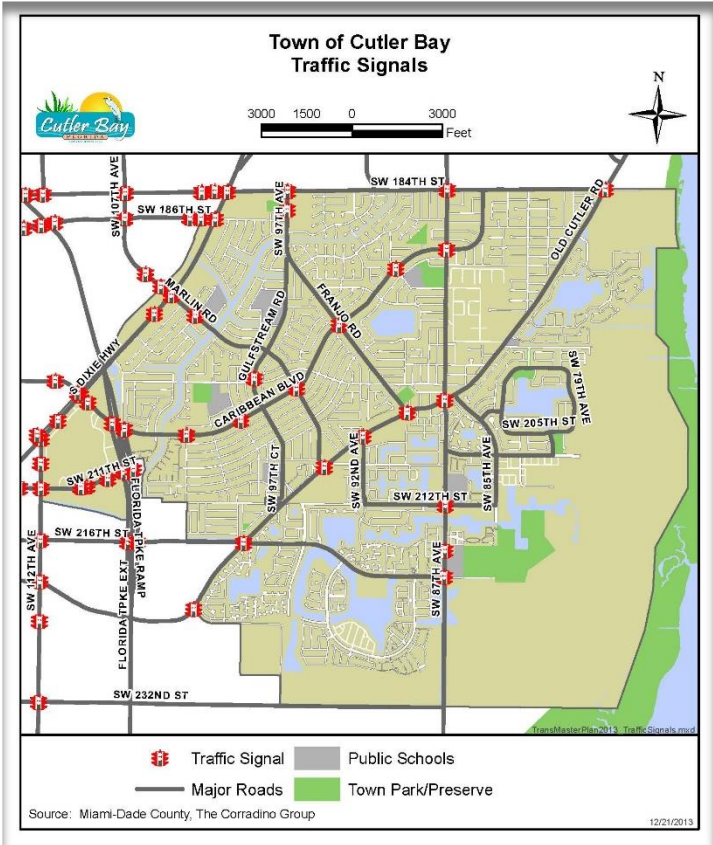 Town of Cutler Bay
Traffic Signals
Cutler Bay
FLORIDA
3000 1500 0 3000
Feet
N
SW 184TH ST
SW 107TH AVE
SW 186TH ST
SW 97TH AVE
OLD CUTLER RD
MARLIN RD
FRANJO RD
GULFSTREAM RD
S DIXIE HWY
CARIBBEAN BLVD
SW 79TH AVE
SW 205TH ST
SW 211TH ST
SW 97TH CT
SW 92ND AVE
SW 85TH AVE
SW 212TH ST
FLORIDA TPKE RAMP
SW 216TH ST
SW 112TH AVE
FLORIDA TPKE EXT
SW 87TH AVE
SW 232ND ST
TransMasterPlan2013_TrafficSignals.mxd
Traffic Signal
Public Schools
Major Roads
Town Park/Preserve
Source: Miami-Dade County, The Corradino Group
12/21/2013